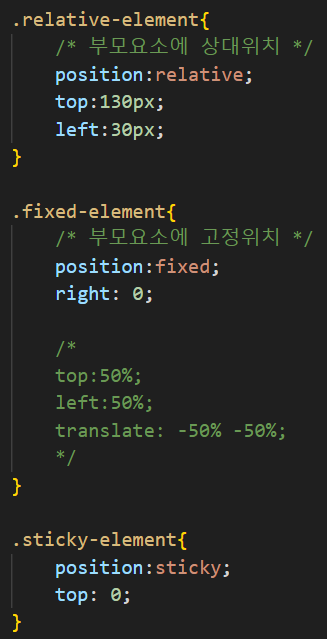 .relative-element{
/* 부모요소에 상대위치 */
position:relative;
top:130px;
left:30px;
}
.fixed-element{
/* 부모요소에 고정위치 */
position:fixed;
right: 0;
/*
top:50%;
left:50%;
translate: -50% -50%;
*/
}
.sticky-element{
position:sticky;
top: 0;
}